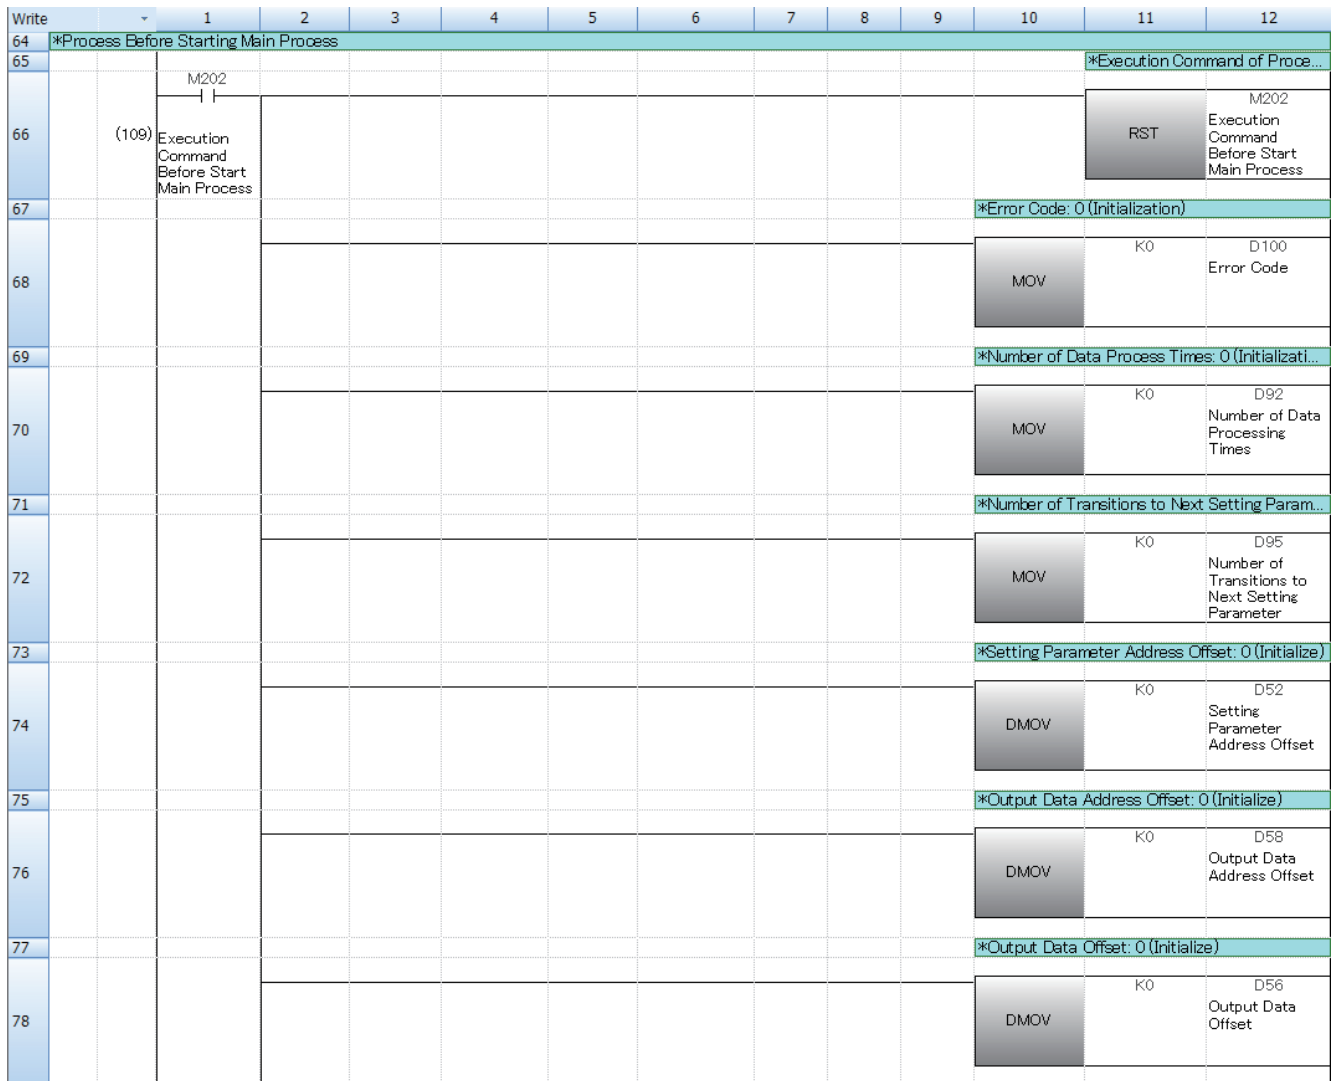 Write 1 2 3 4 5 6 7 8 9 10 11 12
64 *Process Before Starting Main Process
65 *Execution Command of Proce...
M202
66 (109)
Execution
Command
Before Start
Main Process
RST
M202
Execution
Command
Before Start
Main Process
67 *Error Code: 0 (Initialization)
68 MOV K0 D100
Error Code
69 *Number of Data Process Times: 0 (Initializati...
70 MOV K0 D92
Number of Data
Processing
Times
71 *Number of Transitions to Next Setting Param...
72 MOV K0 D95
Number of
Transitions to
Next Setting
Parameter
73 *Setting Parameter Address Offset: 0 (Initialize)
74 DMOV K0 D52
Setting
Parameter
Address Offset
75 *Output Data Address Offset: 0 (Initialize)
76 DMOV K0 D58
Output Data
Address Offset
77 *Output Data Offset: 0 (Initialize)
78 DMOV K0 D56
Output Data
Offset